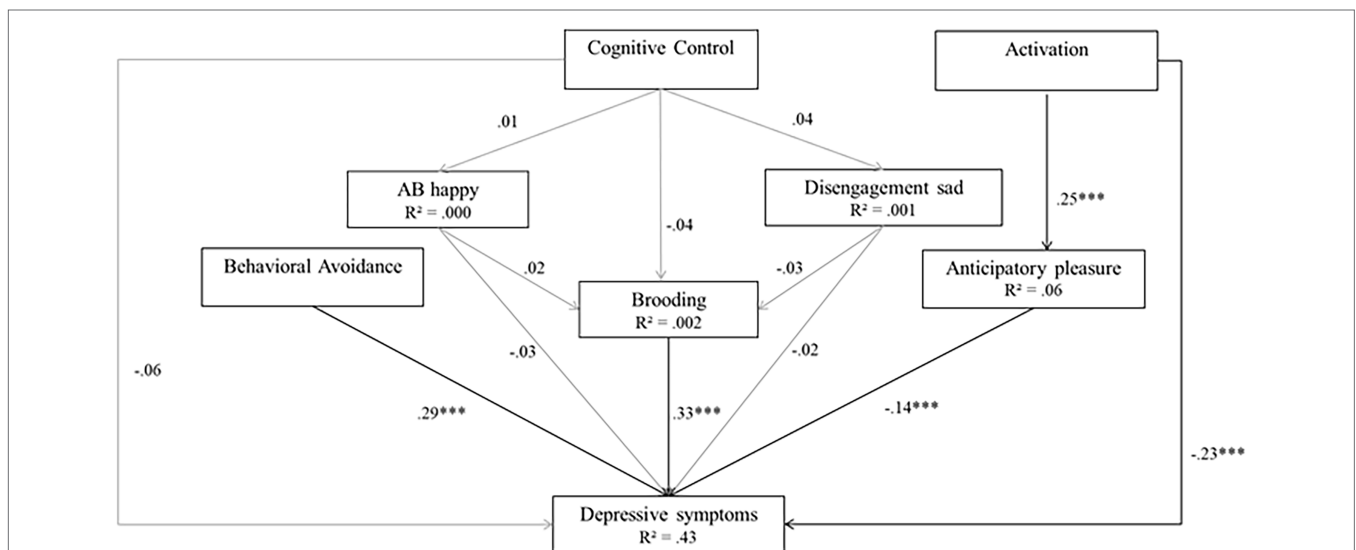 Cognitive Control
Activation
.01
.04
AB happy
R² = .000
Disengagement sad
R² = .001
.25***
-.04
Behavioral Avoidance
.02
-.03
Anticipatory pleasure
R² = .06
Brooding
R² = .002
-.03
-.02
-.06
.29***
.33***
-.14***
-.23***
Depressive symptoms
R² = .43